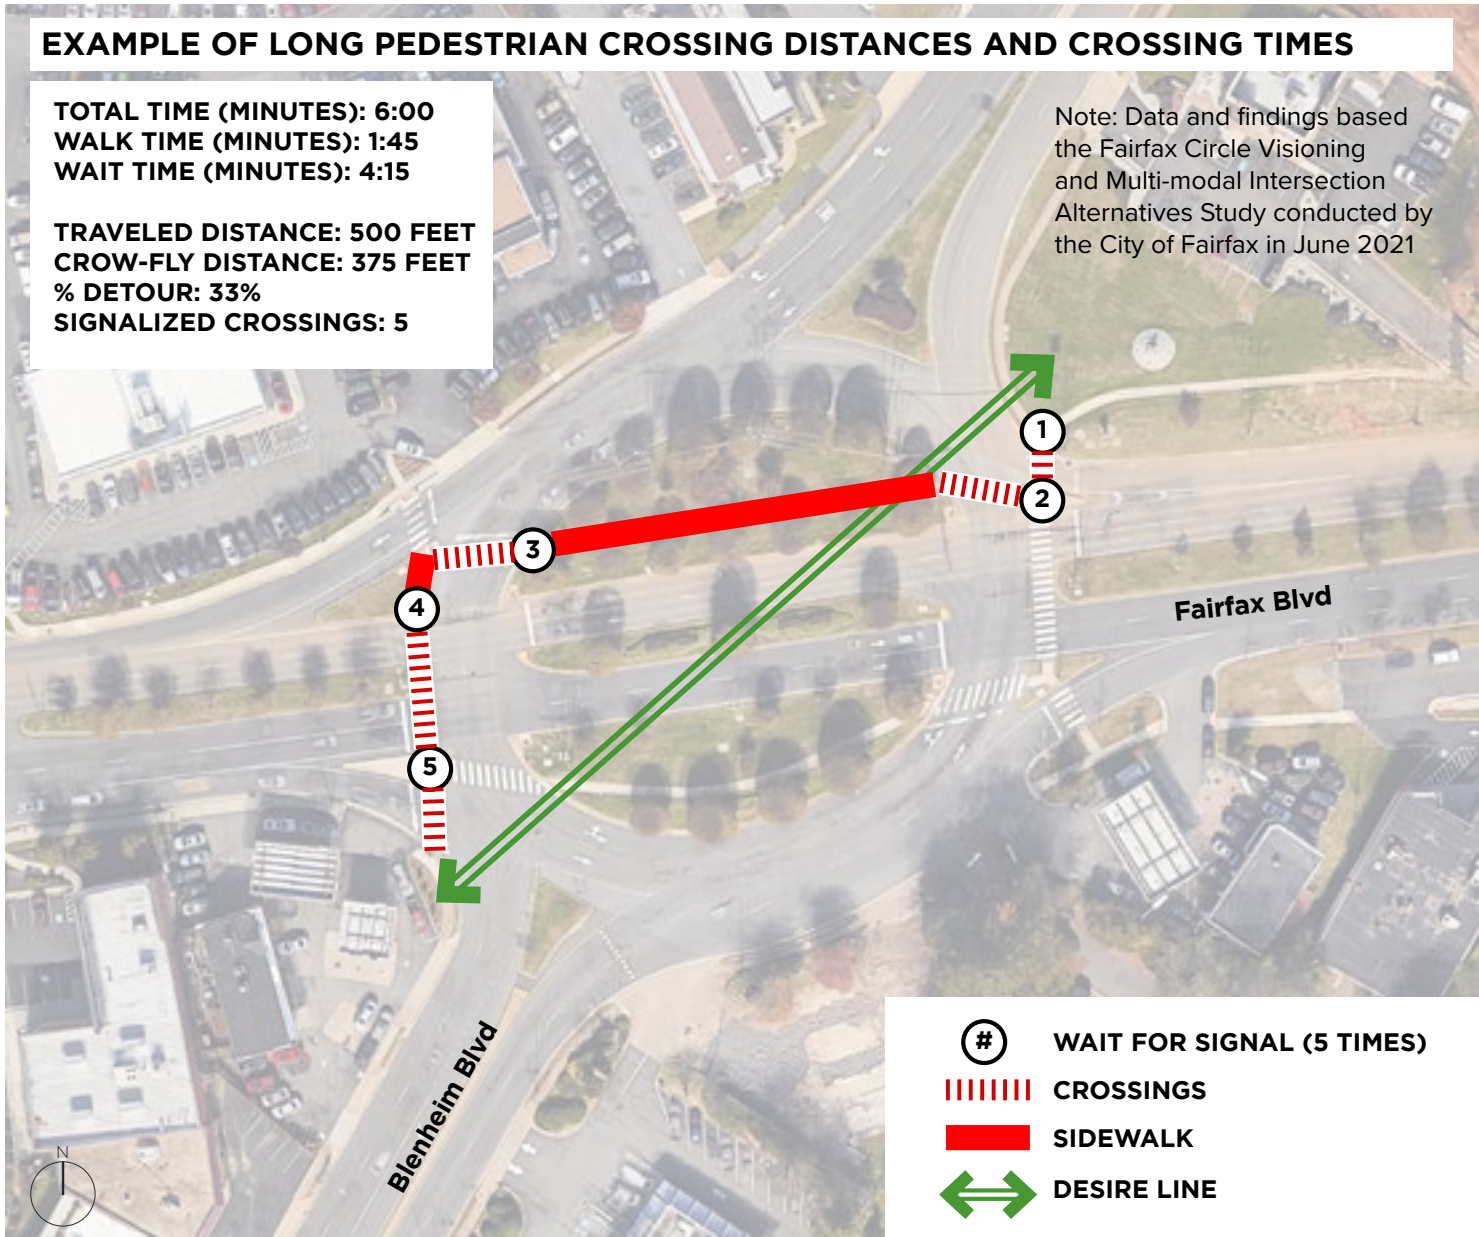 EXAMPLE OF LONG PEDESTRIAN CROSSING DISTANCES AND CROSSING TIMES
TOTAL TIME (MINUTES): 6:00
WALK TIME (MINUTES): 1:45
WAIT TIME (MINUTES): 4:15
TRAVELED DISTANCE: 500 FEET
CROW-FLY DISTANCE: 375 FEET
% DETOUR: 33%
SIGNALIZED CROSSINGS: 5
Note: Data and findings based
the Fairfax Circle Visioning
and Multi-modal Intersection
Alternatives Study conducted by
the City of Fairfax in June 2021
1
2
3
4
5
Fairfax Blvd
Blenheim Blvd
N
# WAIT FOR SIGNAL (5 TIMES)
CROSSINGS
SIDEWALK
DESIRE LINE